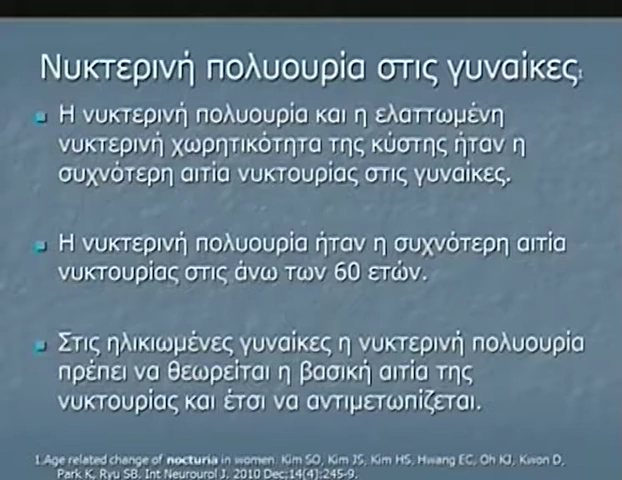 Νυκτερινή πολυουρία στις γυναίκες1
Η νυκτερινή πολυουρία και η ελαττωμένη
νυκτερινή χωρητικότητα της κύστης ήταν η
συχνότερη αιτία νυκτουρίας στις γυναίκες.
Η νυκτερινή πολυουρία ήταν η συχνότερη αιτία
νυκτουρίας στις άνω των 60 ετών.
Στις ηλικιωμένες γυναίκες η νυκτερινή πολυουρία
πρέπει να θεωρείται η βασική αιτία της
νυκτουρίας και έτσι να αντιμετωπίζεται.
1.Age related change of nocturia in women. Kim SO, Kim JS, Kim HS, Hwang EC, Oh KJ, Kwon D,
Park K, Ryu SB. Int Neurourol J. 2010 Dec;14(4):245-9.